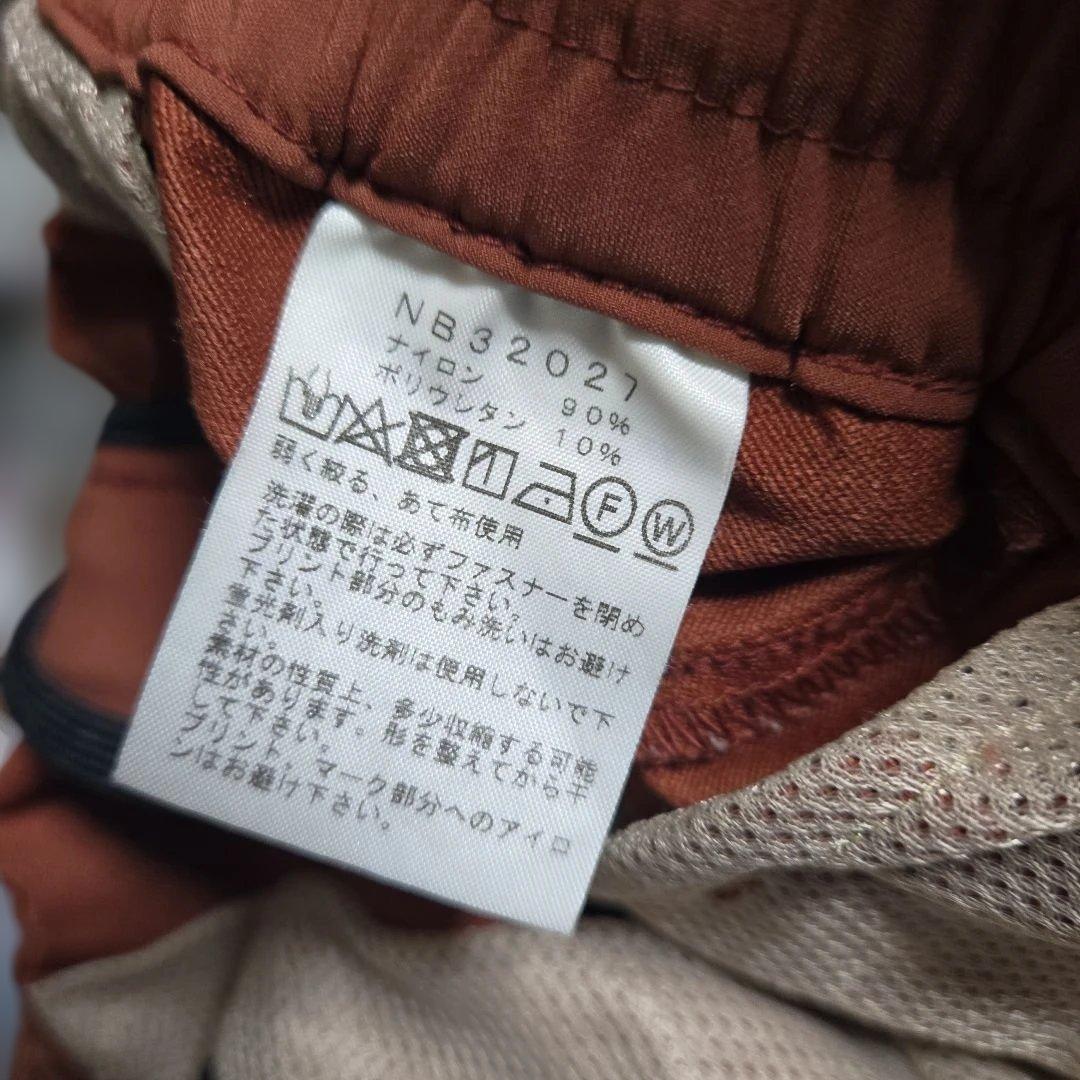 NB32027
ナイロン 90%
ポリウレタン 10%
F W
弱く絞る、あて布使用
洗濯の際は必ずファスナーを閉め
た状態で行って下さい。
プリント部分のもみ洗いはお避け
下さい。
蛍光剤入り洗剤は使用しないで下
さい。
素材の性質上、多少収縮する可能
性があります。形を整えてから干
して下さい。
プリント、マーク部分へのアイロ
ンはお避け下さい。